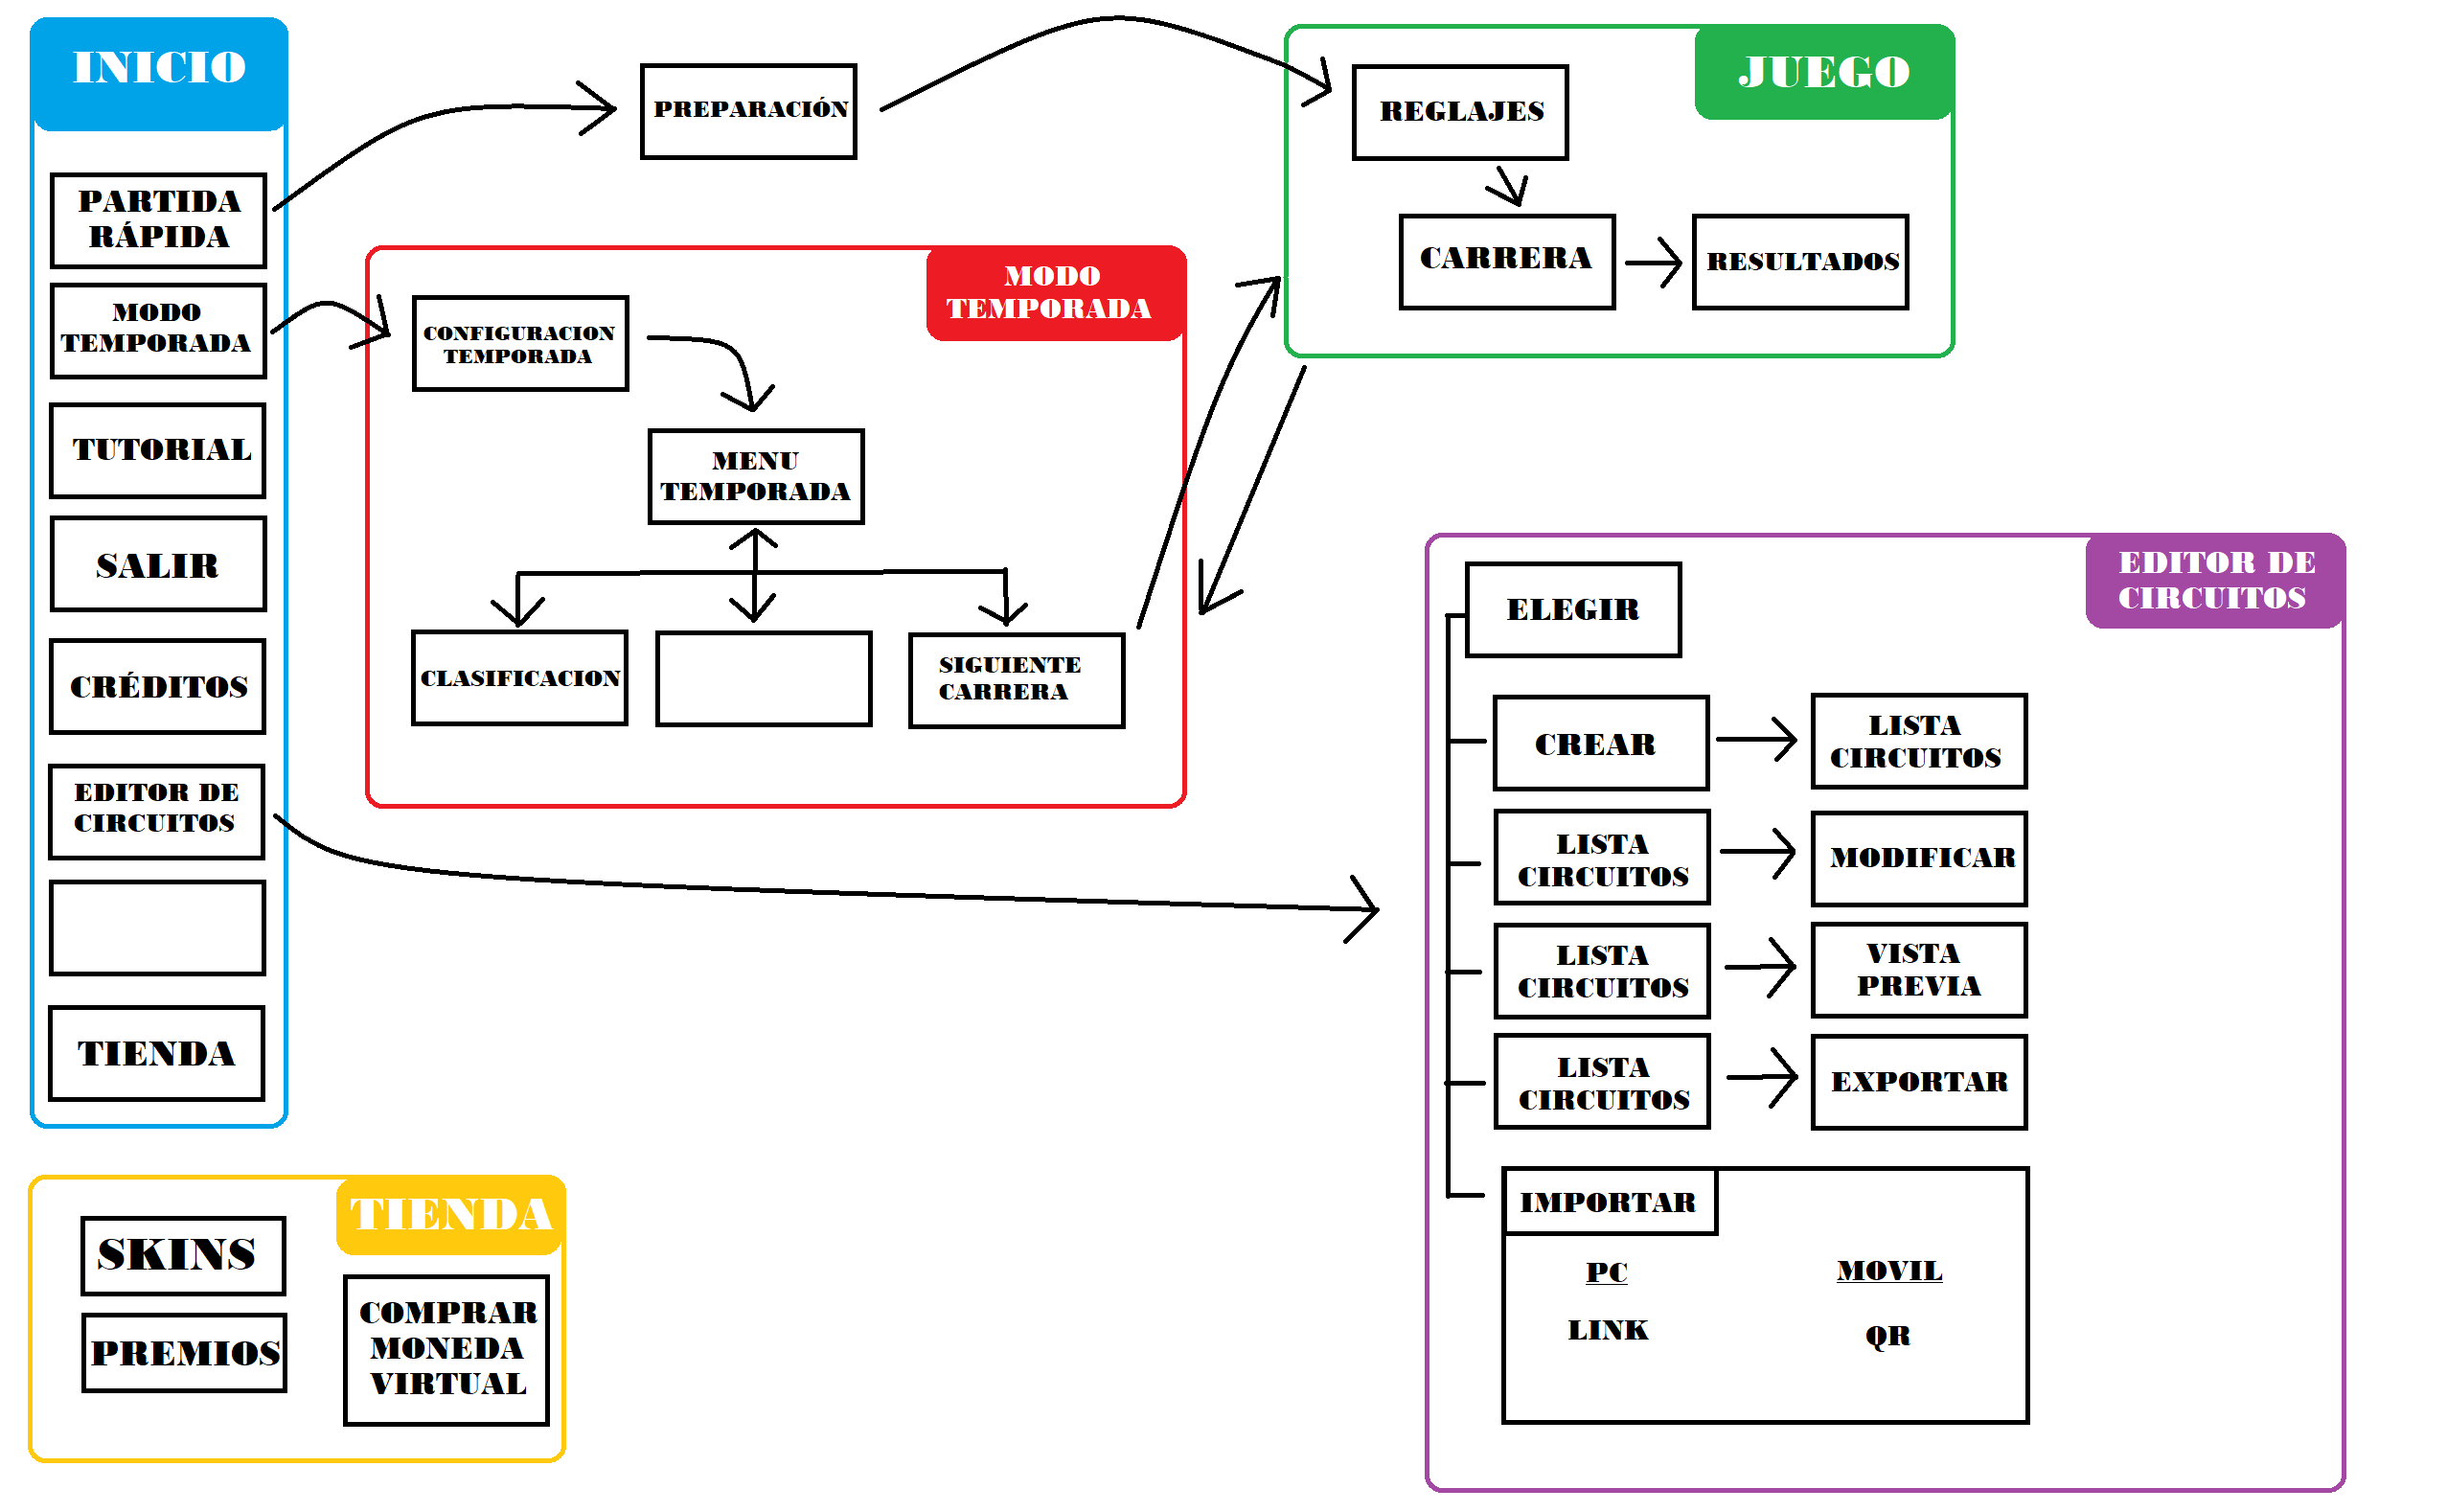 INICIO
PARTIDA
RÁPIDA
MODO
TEMPORADA
TUTORIAL
SALIR
CRÉDITOS
EDITOR DE
CIRCUITOS
TIENDA
PREPARACIÓN
JUEGO
REGLAJES
CARRERA
RESULTADOS
MODO
TEMPORADA
CONFIGURACION
TEMPORADA
MENU
TEMPORADA
CLASIFICACION
SIGUIENTE
CARRERA
EDITOR DE
CIRCUITOS
ELEGIR
CREAR
LISTA
CIRCUITOS
LISTA
CIRCUITOS
MODIFICAR
LISTA
CIRCUITOS
VISTA
PREVIA
LISTA
CIRCUITOS
EXPORTAR
IMPORTAR
PC
LINK
MOVIL
QR
TIENDA
SKINS
PREMIOS
COMPRAR
MONEDA
VIRTUAL